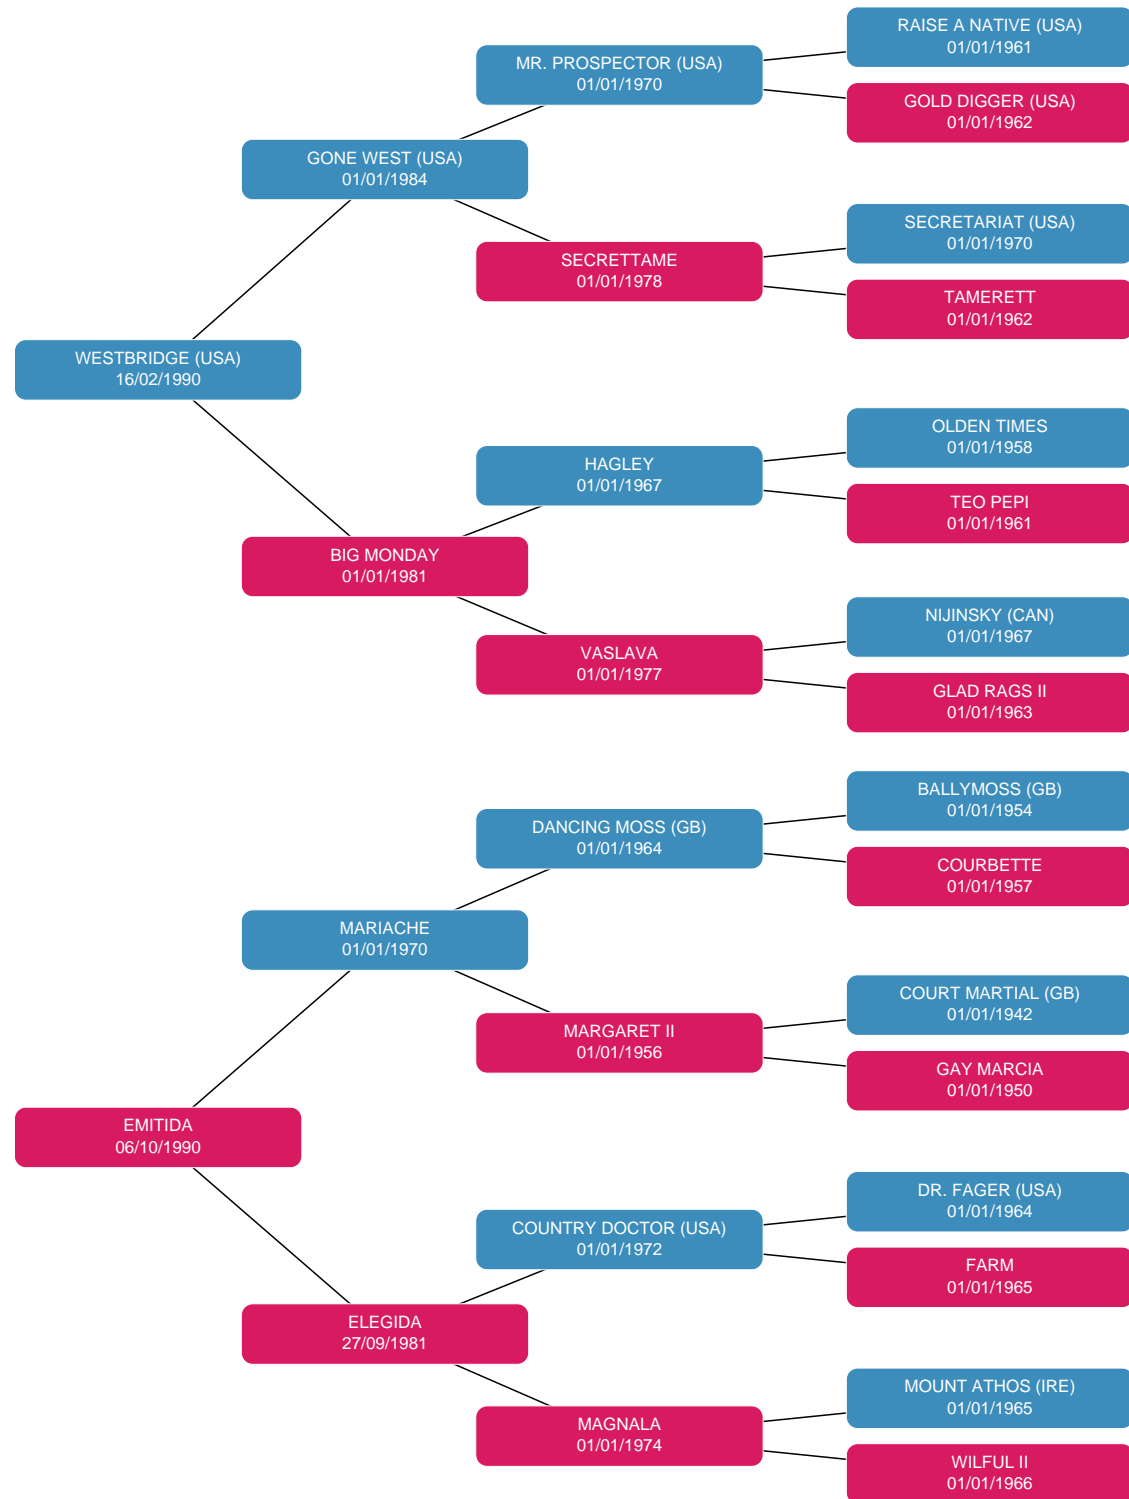 RAISE A NATIVE (USA)
01/01/1961
MR. PROSPECTOR (USA)
01/01/1970
GOLD DIGGER (USA)
01/01/1962
GONE WEST (USA)
01/01/1984
SECRETARIAT (USA)
01/01/1970
SECRETTAME
01/01/1978
TAMERETT
01/01/1962
WESTBRIDGE (USA)
16/02/1990
OLDEN TIMES
01/01/1958
HAGLEY
01/01/1967
TEO PEPI
01/01/1961
BIG MONDAY
01/01/1981
NIJINSKY (CAN)
01/01/1967
VASLAVA
01/01/1977
GLAD RAGS II
01/01/1963
BALLYMOSS (GB)
01/01/1954
DANCING MOSS (GB)
01/01/1964
COURBETTE
01/01/1957
MARIACHE
01/01/1970
COURT MARTIAL (GB)
01/01/1942
MARGARET II
01/01/1956
GAY MARCIA
01/01/1950
EMITIDA
06/10/1990
DR. FAGER (USA)
01/01/1964
COUNTRY DOCTOR (USA)
01/01/1972
FARM
01/01/1965
ELEGIDA
27/09/1981
MOUNT ATHOS (IRE)
01/01/1965
MAGNALA
01/01/1974
WILFUL II
01/01/1966